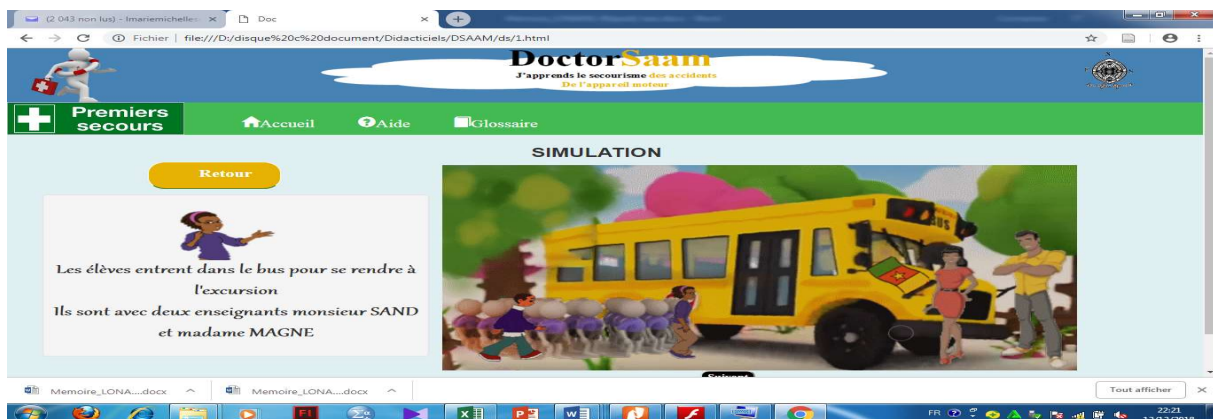 (2 043 non lus) - lmariemichelle
Doc
Fichier | file:///D:/disque%20c%20document/Didacticiels/DSAAM/ds/1.html
DoctorSaam
J'apprends le secourisme des accidents
De l'appareil moteur
Premiers
secours
Accueil
Aide
Glossaire
SIMULATION
Retour
BUS
Les élèves entrent dans le bus pour se rendre à
l'excursion
Ils sont avec deux enseignants monsieur SAND
et madame MAGNE
Suivant
Memoire_LONA....docx
Memoire_LONA....docx
Tout afficher
FR
22:21